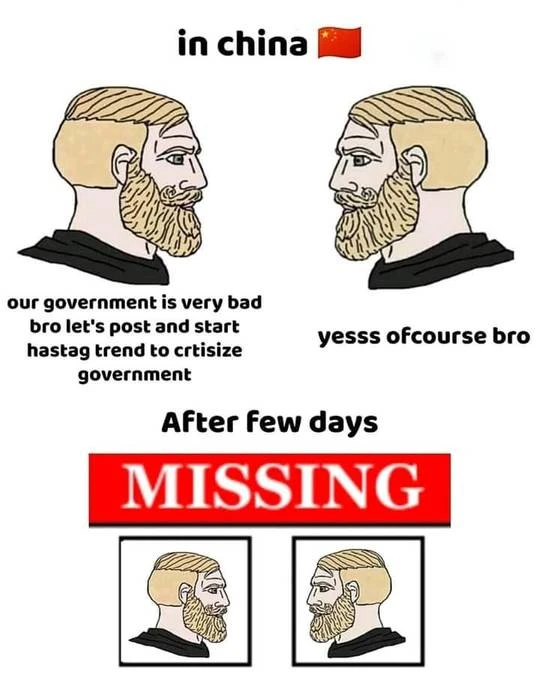 in china 🇨🇳
our government is very bad
bro let's post and start
hastag trend to crtisize
government
yesss ofcourse bro
After few days
MISSING